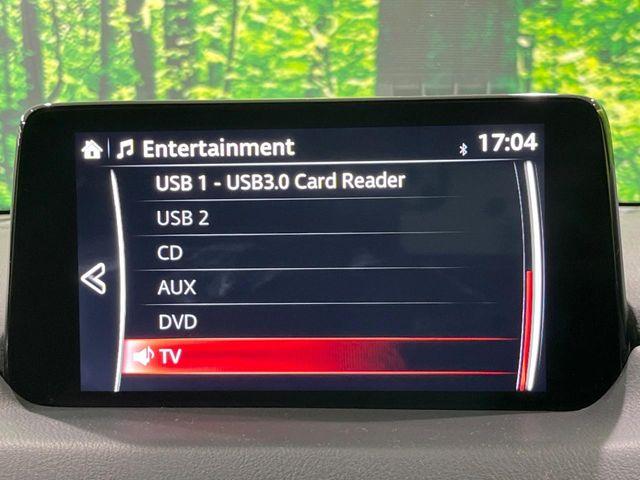 Entertainment 17:04
USB 1 - USB3.0 Card Reader
USB 2
CD
AUX
DVD
TV